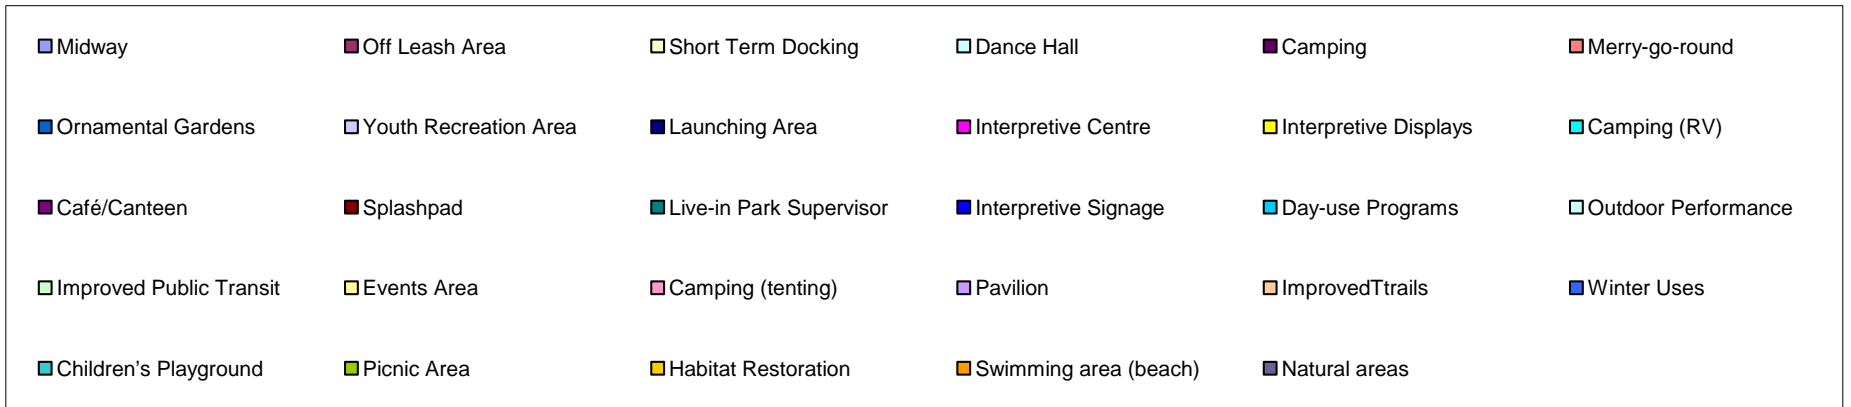 Midway Off Leash Area Short Term Docking Dance Hall Camping Merry-go-round
Ornamental Gardens Youth Recreation Area Launching Area Interpretive Centre Interpretive Displays Camping (RV)
Café/Canteen Splashpad Live-in Park Supervisor Interpretive Signage Day-use Programs Outdoor Performance
Improved Public Transit Events Area Camping (tenting) Pavilion ImprovedTtrails Winter Uses
Children's Playground Picnic Area Habitat Restoration Swimming area (beach) Natural areas